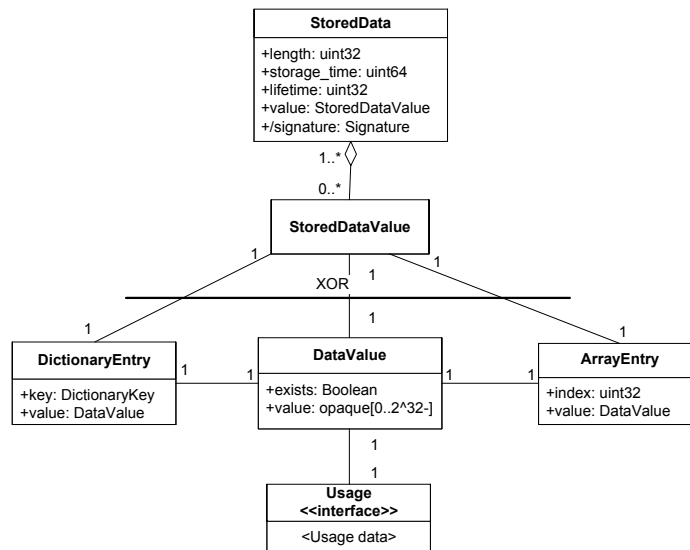 StoredData
+length: uint32
+storage_time: uint64
+lifetime: uint32
+value: StoredDataValue
+/signature: Signature
1..*
0..*
StoredDataValue
1
1
1
XOR
1
1
1
DictionaryEntry
+key: DictionaryKey
+value: DataValue
1
1
DataValue
+exists: Boolean
+value: opaque[0..2^32-]
1
1
ArrayEntry
+index: uint32
+value: DataValue
1
1
Usage
<<interface>>
<Usage data>